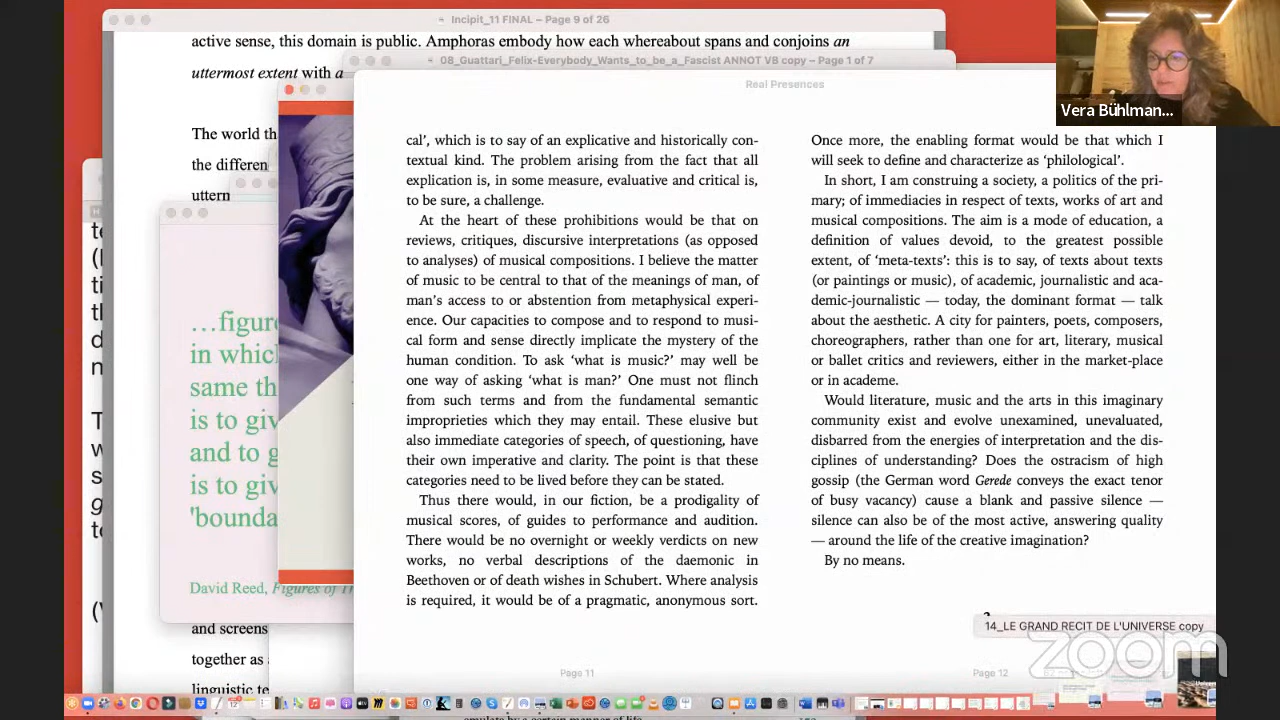 Incipit_11 FINAL – Page 9 of 26
active sense, this domain is public. Amphoras embody how each whereabout spans and conjoins an
uttermost extent with a
08_Guattari_Felix-Everybody_Wants_to_be_a_Fascist ANNOT VB copy – Page 1 of 7
The world th
the differen
uttern
…figure
in whic
same th
is to giv
and to g
is to giv
'bounda
David Reed, Figures of Th
and screens
together as
linguistic te
Real Presences
cal', which is to say of an explicative and historically con-
textual kind. The problem arising from the fact that all
explication is, in some measure, evaluative and critical is,
to be sure, a challenge.
At the heart of these prohibitions would be that on
reviews, critiques, discursive interpretations (as opposed
to analyses) of musical compositions. I believe the matter
of music to be central to that of the meanings of man, of
man's access to or abstention from metaphysical experi-
ence. Our capacities to compose and to respond to musi-
cal form and sense directly implicate the mystery of the
human condition. To ask 'what is music?' may well be
one way of asking 'what is man?' One must not flinch
from such terms and from the fundamental semantic
improprieties which they may entail. These elusive but
also immediate categories of speech, of questioning, have
their own imperative and clarity. The point is that these
categories need to be lived before they can be stated.
Thus there would, in our fiction, be a prodigality of
musical scores, of guides to performance and audition.
There would be no overnight or weekly verdicts on new
works, no verbal descriptions of the daemonic in
Beethoven or of death wishes in Schubert. Where analysis
is required, it would be of a pragmatic, anonymous sort.
Page 11
Once more, the enabling format would be that which I
will seek to define and characterize as 'philological'.
In short, I am construing a society, a politics of the pri-
mary; of immediacies in respect of texts, works of art and
musical compositions. The aim is a mode of education, a
definition of values devoid, to the greatest possible
extent, of 'meta-texts': this is to say, of texts about texts
(or paintings or music), of academic, journalistic and aca-
demic-journalistic — today, the dominant format — talk
about the aesthetic. A city for painters, poets, composers,
choreographers, rather than one for art, literary, musical
or ballet critics and reviewers, either in the market-place
or in academe.
Would literature, music and the arts in this imaginary
community exist and evolve unexamined, unevaluated,
disbarred from the energies of interpretation and the dis-
ciplines of understanding? Does the ostracism of high
gossip (the German word Gerede conveys the exact tenor
of busy vacancy) cause a blank and passive silence —
silence can also be of the most active, answering quality
— around the life of the creative imagination?
By no means.
14_LE GRAND RECIT DE L'UNIVERSE copy
Page 12
Vera Bühlman...
zoom